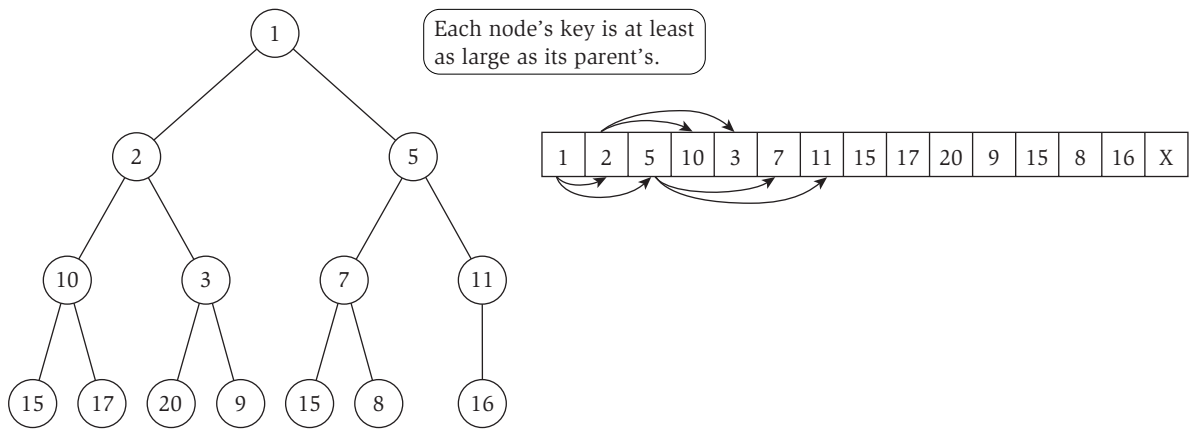 1
Each node's key is at least
as large as its parent's.
2 5
1 2 5 10 3 7 11 15 17 20 9 15 8 16 X
10 3 7 11
15 17 20 9 15 8 16